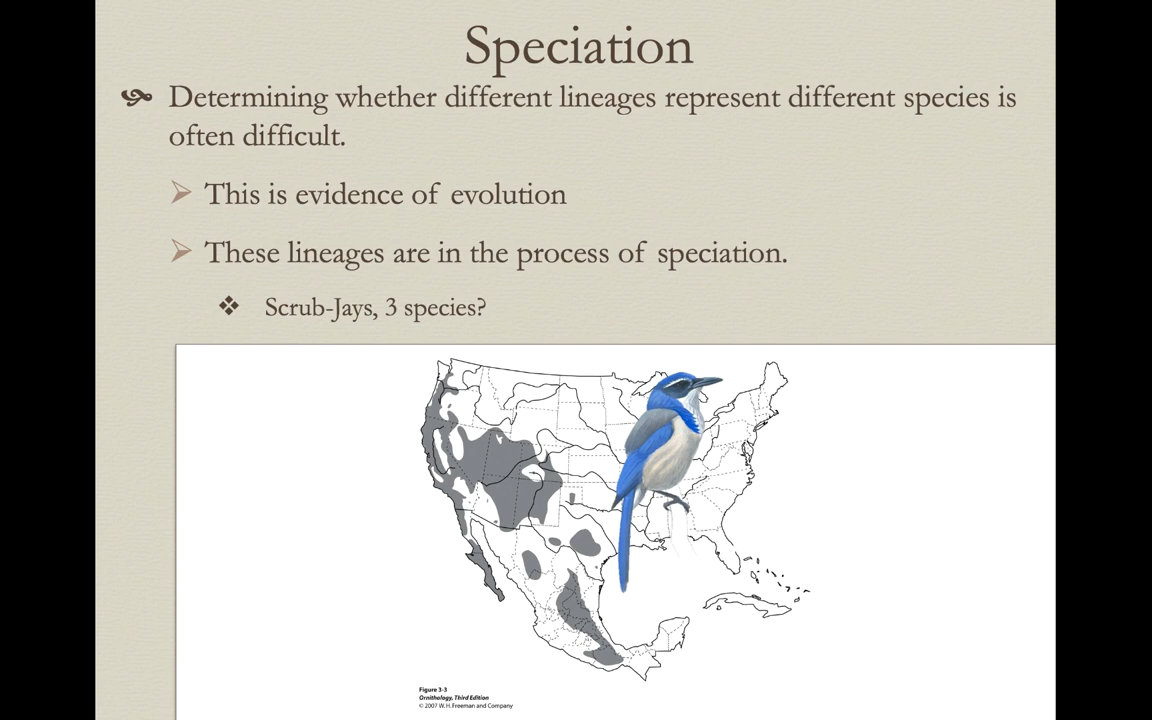 Speciation
Determining whether different lineages represent different species is
often difficult.
This is evidence of evolution
These lineages are in the process of speciation.
Scrub-Jays, 3 species?
Figure 3-3
Ornithology, Third Edition
© 2007 W. H. Freeman and Company